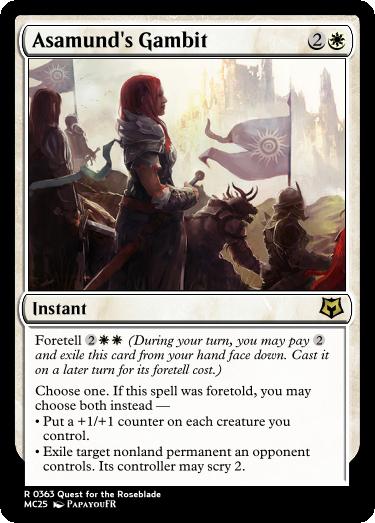 Asamund's Gambit 2
Instant
Foretell 2 (During your turn, you may pay 2
and exile this card from your hand face down. Cast it
on a later turn for its foretell cost.)
Choose one. If this spell was foretold, you may
choose both instead —
• Put a +1/+1 counter on each creature you
control.
• Exile target nonland permanent an opponent
controls. Its controller may scry 2.
R 0363 Quest for the Roseblade
MC25 PapayouFR